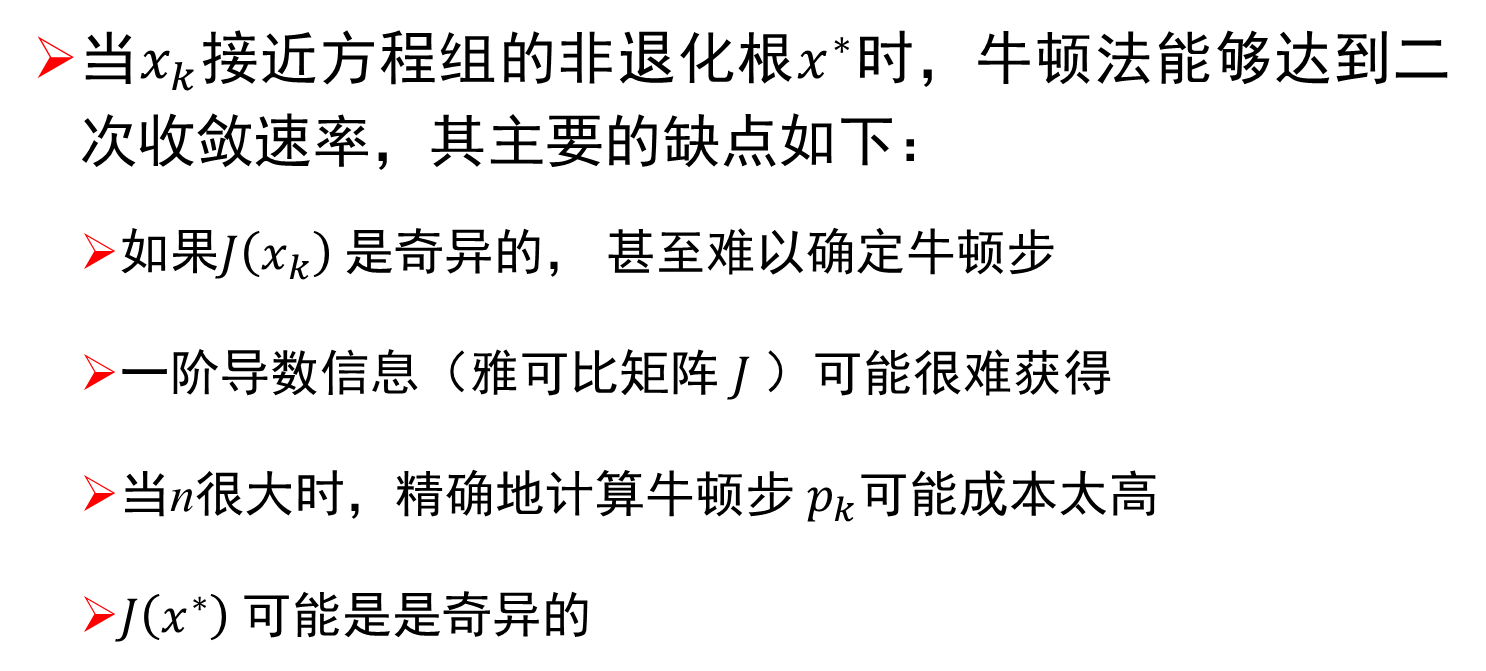 ➢当𝑥𝑘接近方程组的非退化根𝑥*时，牛顿法能够达到二
次收敛速率，其主要的缺点如下：
➢如果𝐽(𝑥𝑘) 是奇异的， 甚至难以确定牛顿步
➢一阶导数信息（雅可比矩阵 𝐽 ）可能很难获得
➢当𝑛很大时，精确地计算牛顿步 𝑝𝑘可能成本太高
➢𝐽(𝑥*) 可能是是奇异的